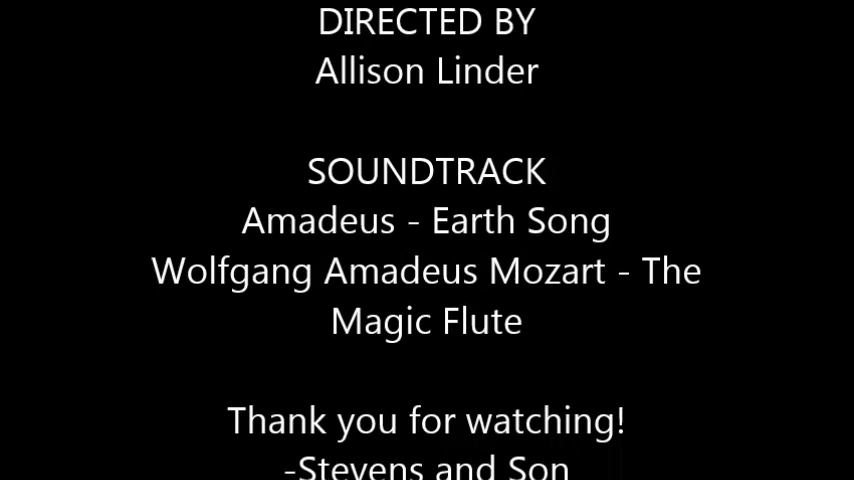 DIRECTED BY
Allison Linder
SOUNDTRACK
Amadeus - Earth Song
Wolfgang Amadeus Mozart - The
Magic Flute
Thank you for watching!
-Stevens and Son